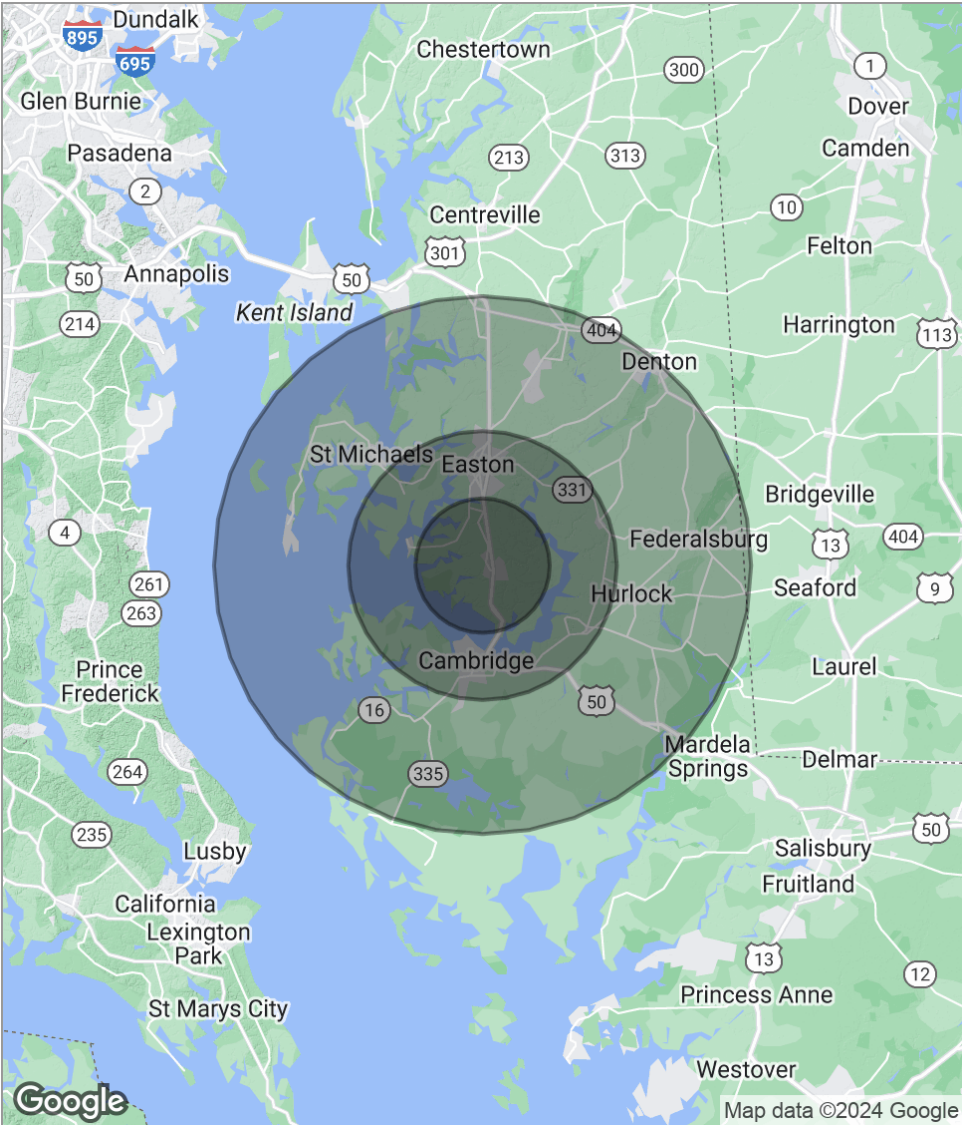 Dundalk
895
695
Chestertown
300
1
Glen Burnie
Dover
Pasadena
213
313
Camden
2
10
Centreville
301
Felton
50
Annapolis
50
Kent Island
214
404
Harrington
113
Denton
St Michaels
Easton
331
Bridgeville
4
Federalsburg
13
404
261
Hurlock
Seaford
9
263
Prince
Frederick
Cambridge
Laurel
16
50
Mardela
Springs
Delmar
264
335
235
50
Lusby
Salisbury
Fruitland
California
Lexington
Park
13
12
St Marys City
Princess Anne
Westover
Google
Map data ©2024 Google